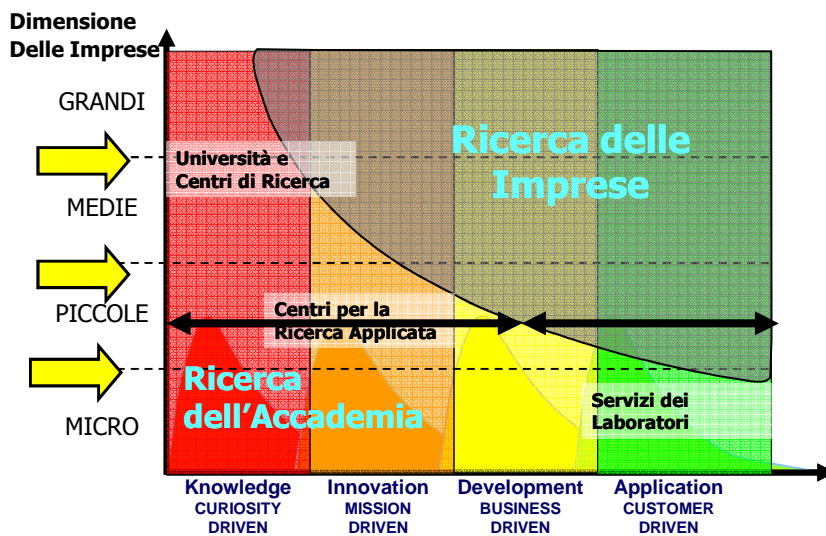 Dimensione
Delle Imprese
GRANDI
Università e
Centri di Ricerca
Ricerca delle
Imprese
MEDIE
PICCOLE
Centri per la
Ricerca Applicata
Ricerca
dell'Accademia
MICRO
Servizi dei
Laboratori
Knowledge
CURIOSITY
DRIVEN
Innovation
MISSION
DRIVEN
Development
BUSINESS
DRIVEN
Application
CUSTOMER
DRIVEN